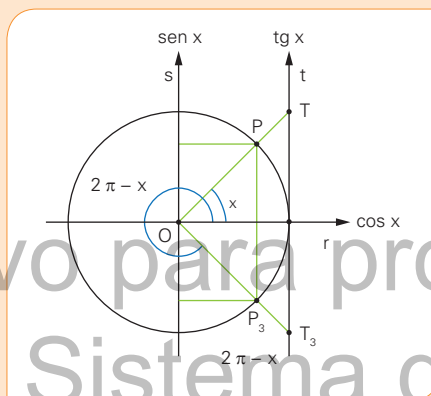 sen x
tg x
s
t
T
P
2 π – x
x
O
cos x
r
vo para pro
P3
T3
2 π – x
Sistema d